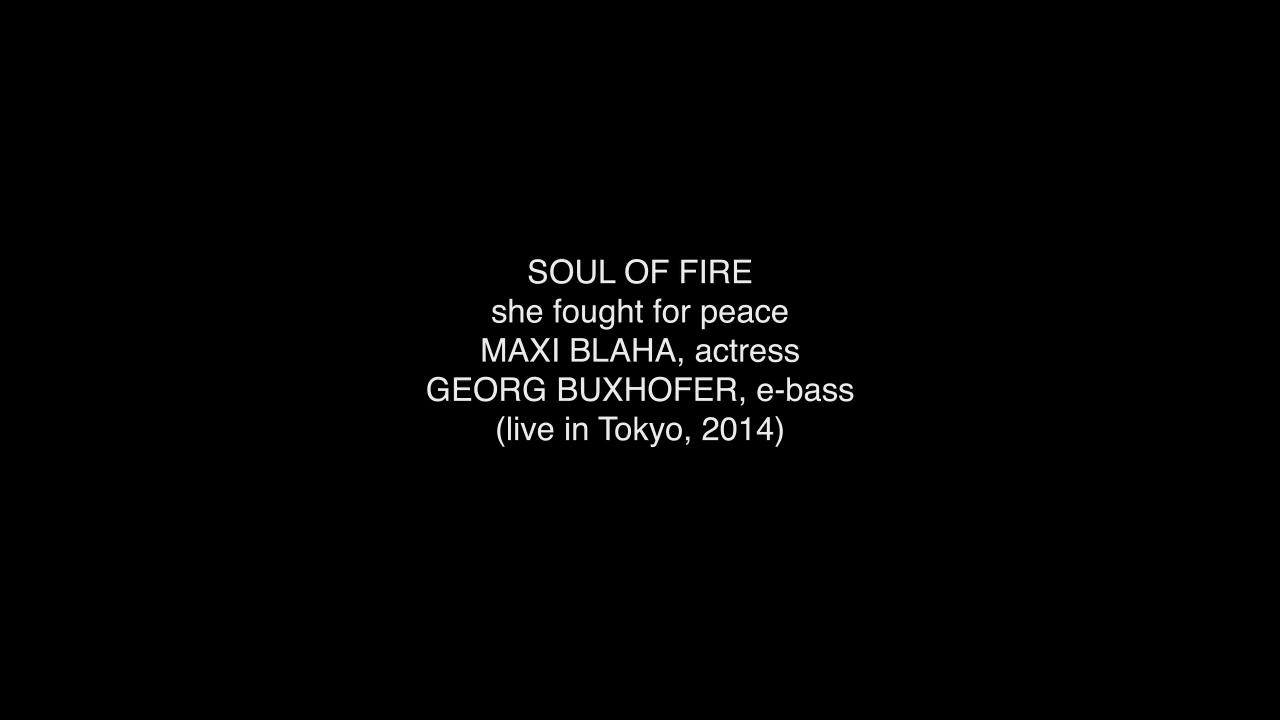 SOUL OF FIRE
she fought for peace
MAXI BLAHA, actress
GEORG BUXHOFER, e-bass
(live in Tokyo, 2014)